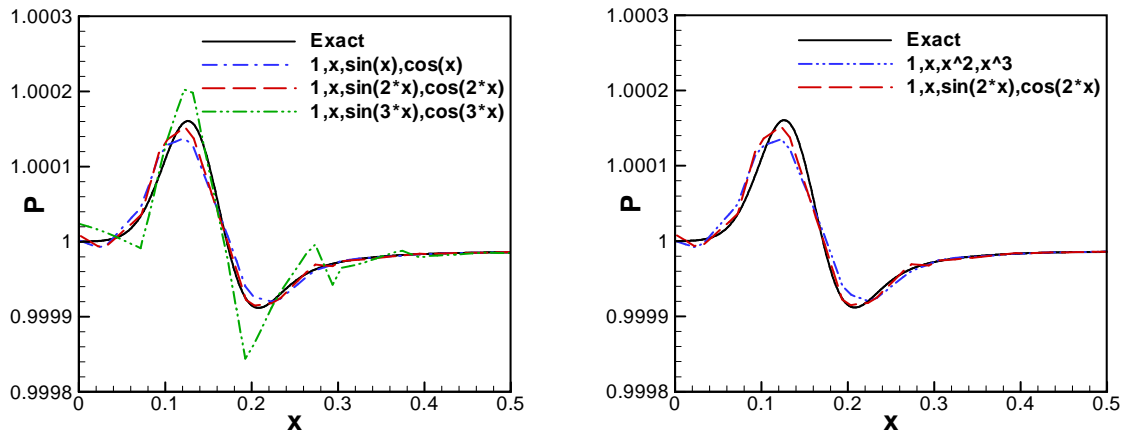 1.0003
1.0002
1.0001
1
0.9999
0.9998
P
Exact
1,x,sin(x),cos(x)
1,x,sin(2*x),cos(2*x)
1,x,sin(3*x),cos(3*x)
0 0.1 0.2 0.3 0.4 0.5
x
1.0003
1.0002
1.0001
1
0.9999
0.9998
P
Exact
1,x,x^2,x^3
1,x,sin(2*x),cos(2*x)
0 0.1 0.2 0.3 0.4 0.5
x